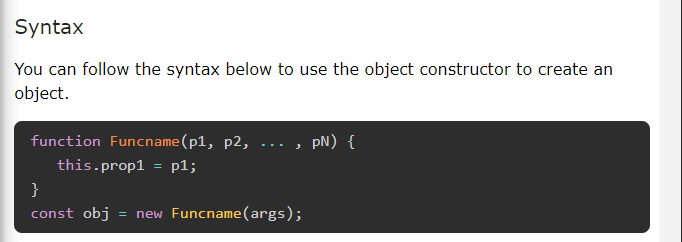 Syntax
You can follow the syntax below to use the object constructor to create an
object.
function Funcname(p1, p2, ... , pN) {
   this.prop1 = p1;
}
const obj = new Funcname(args);